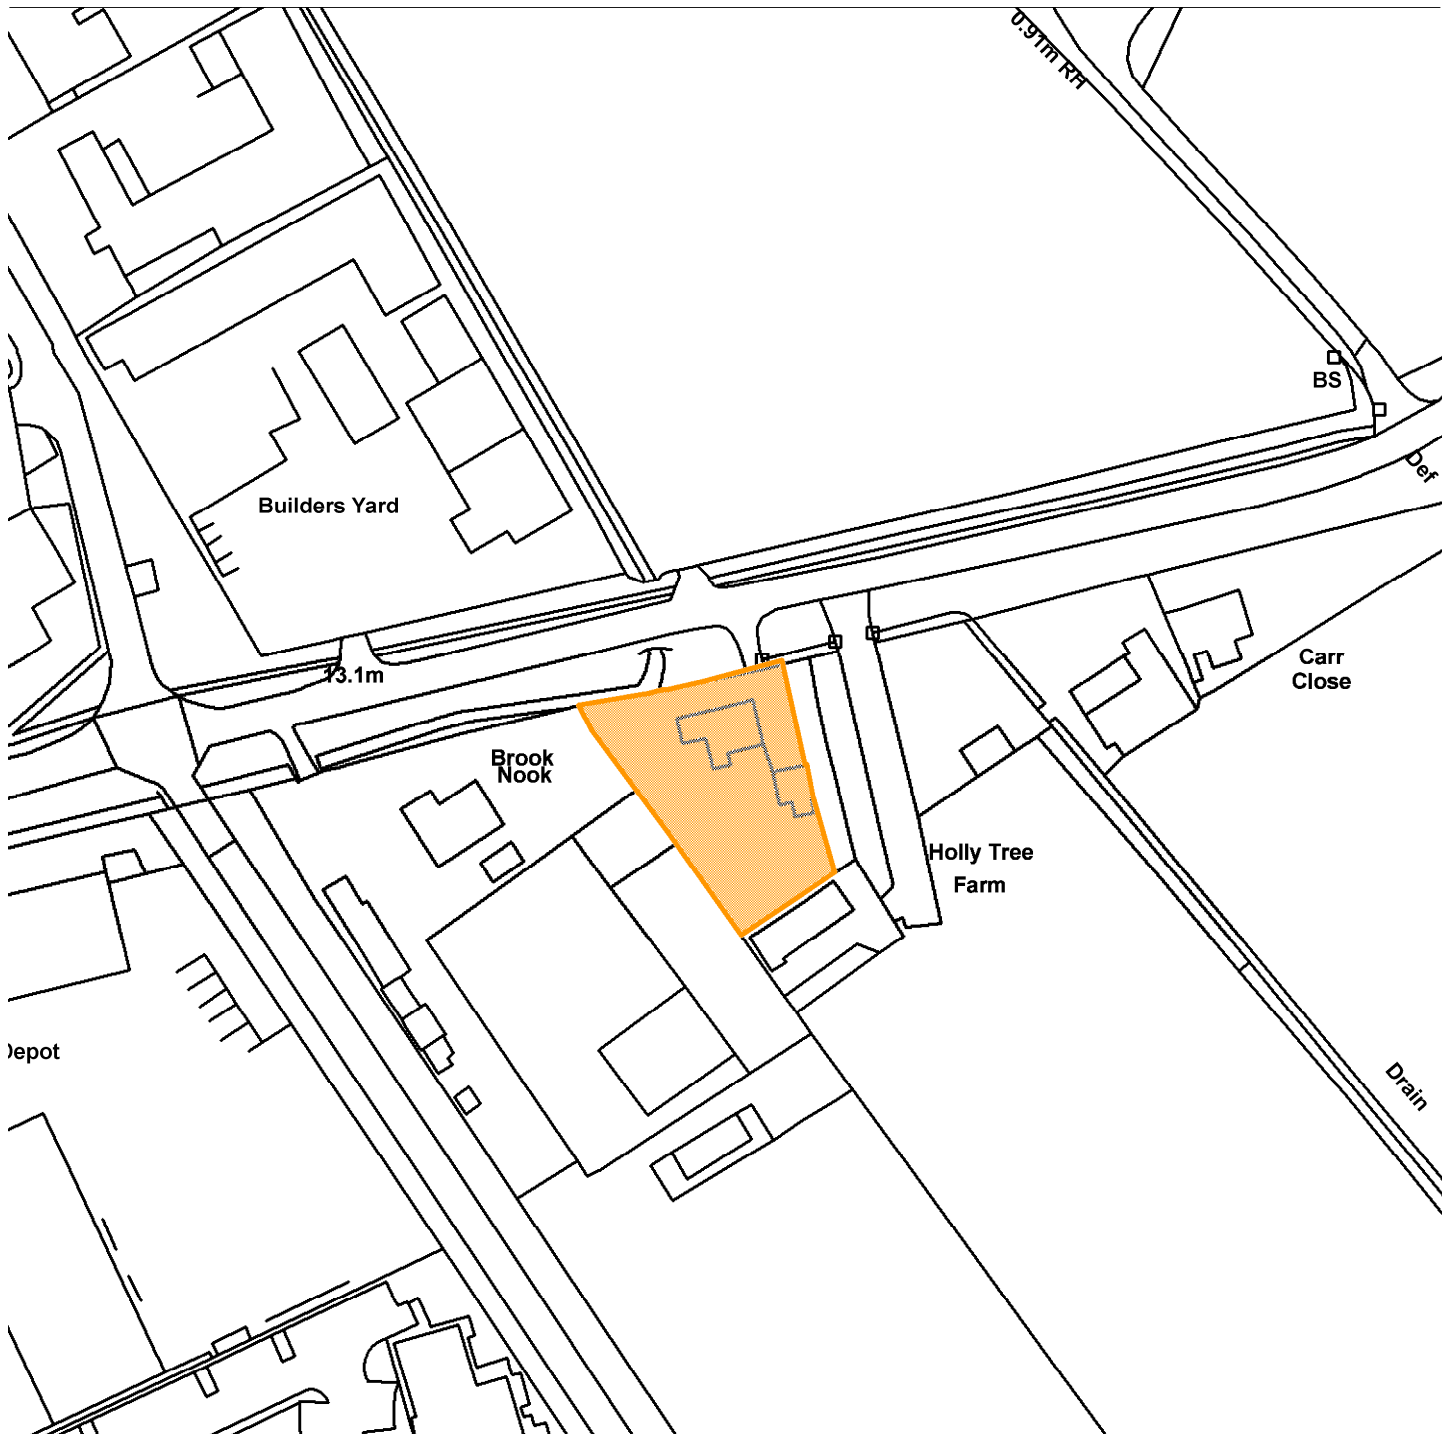 0.91m RH
BS
Def
Builders Yard
13.1m
Carr
Close
Brook
Nook
Holly Tree
Farm
Depot
Drain